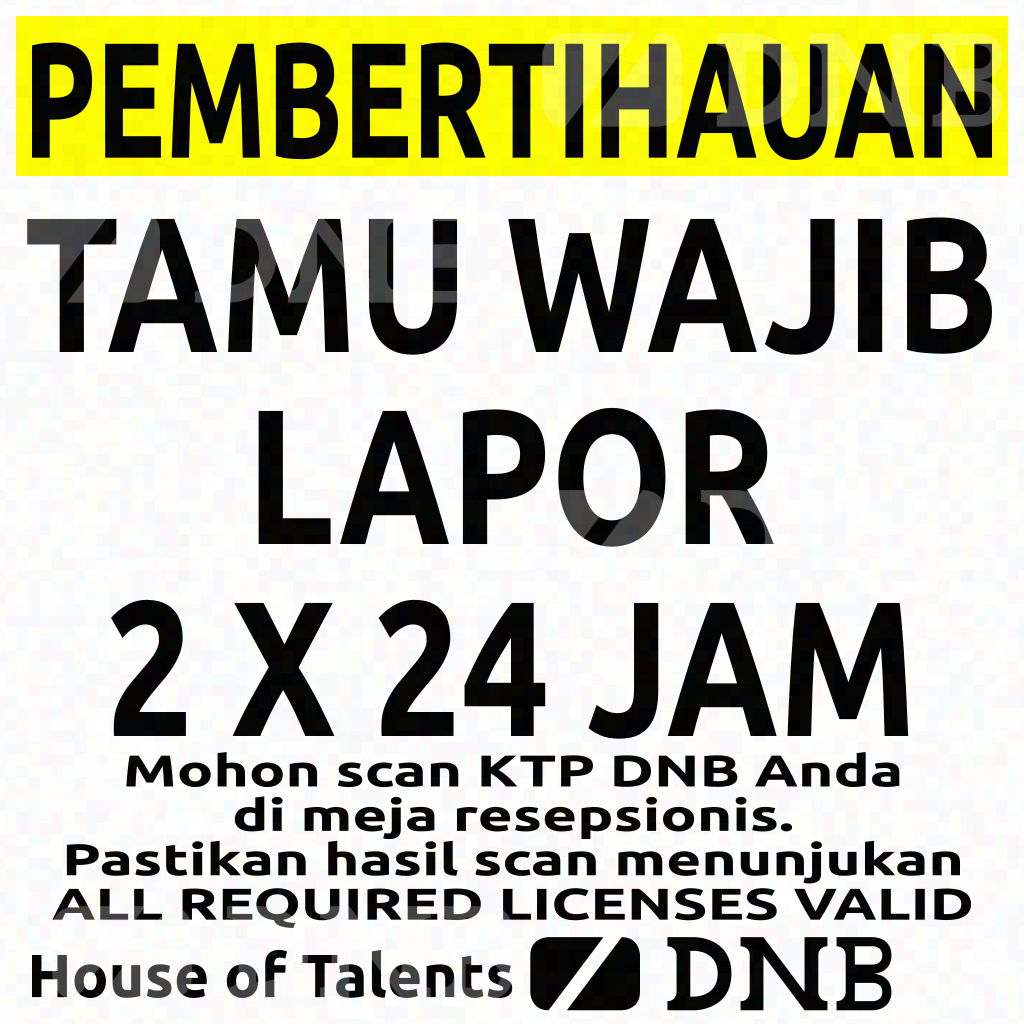 PEMBERTIHAUAN
TAMU WAJIB
LAPOR
2 X 24 JAM
Mohon scan KTP DNB Anda
di meja resepsionis.
Pastikan hasil scan menunjukan
ALL REQUIRED LICENSES VALID
House of Talents DNB